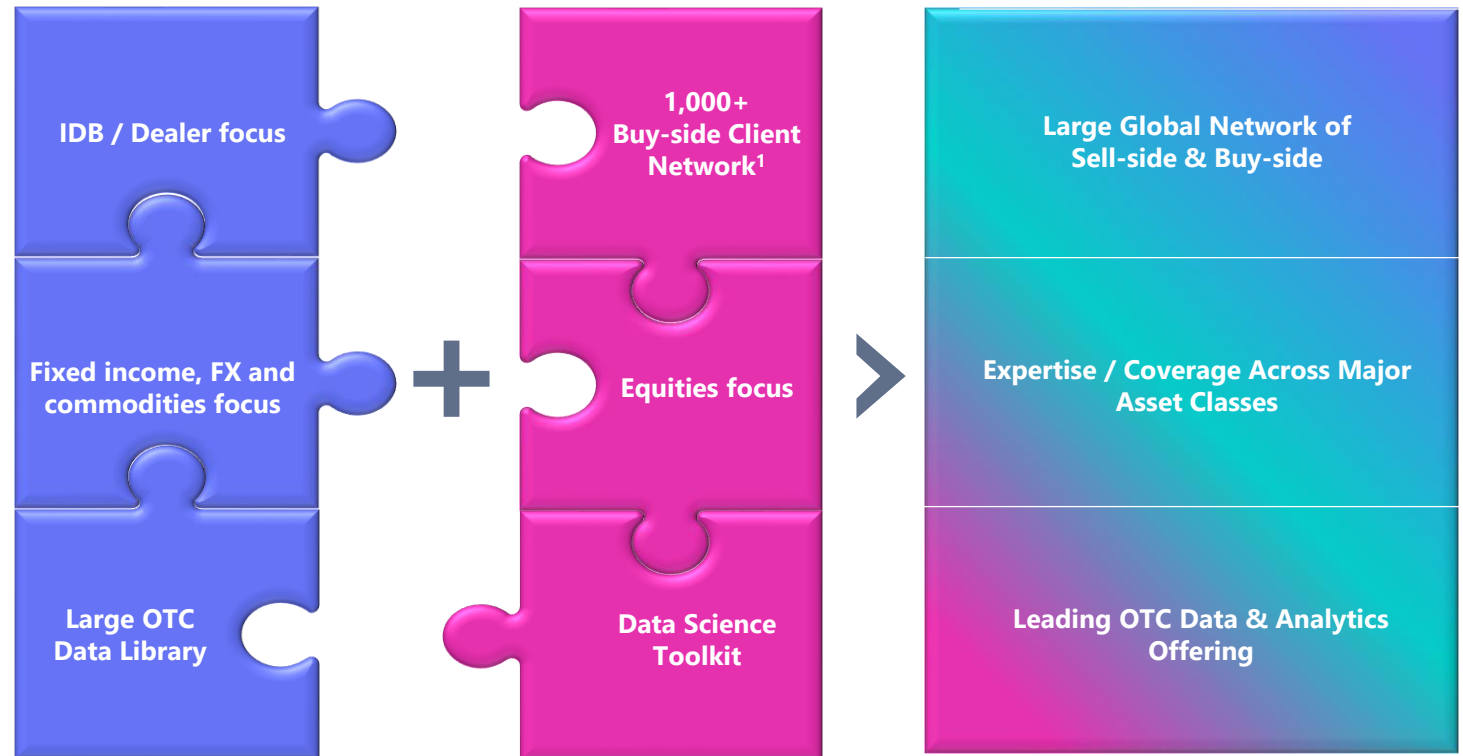 IDB / Dealer focus
1,000+
Buy-side Client
Network¹
Large Global Network of
Sell-side & Buy-side
Fixed income, FX and
commodities focus
Equities focus
Expertise / Coverage Across Major
Asset Classes
Large OTC
Data Library
Data Science
Toolkit
Leading OTC Data & Analytics
Offering